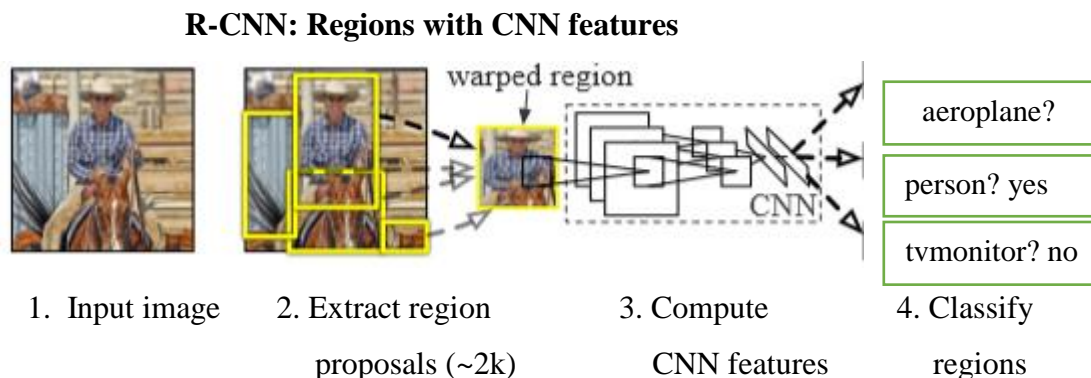 R-CNN: Regions with CNN features
warped region
aeroplane?
person? yes
CNN
tvmonitor? no
1. Input image
2. Extract region
proposals (~2k)
3. Compute
CNN features
4. Classify
regions